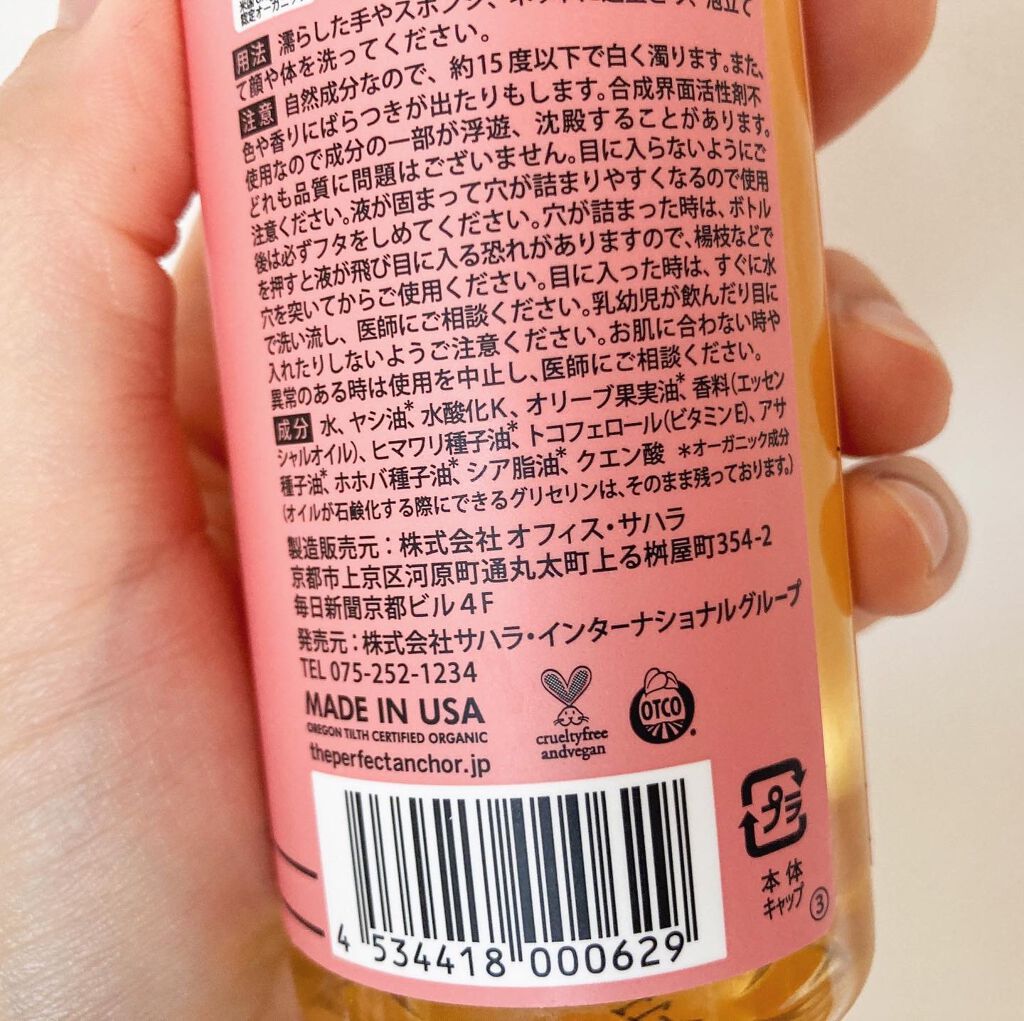 認定オーガニック
用法 濡らした手やスポンジ、
て顔や体を洗ってください。
注意 自然成分なので、約15度以下で白く濁ります。また、
色や香りにばらつきが出たりもします。合成界面活性剤不
使用なので成分の一部が浮遊、沈殿することがあります。
どれも品質に問題はございません。目に入らないようにご
注意ください。液が固まって穴が詰まりやすくなるので使用
後は必ずフタをしめてください。穴が詰まった時は、ボトル
を押すと液が飛び目に入る恐れがありますので、楊枝などで
穴を突いてからご使用ください。目に入った時は、すぐに水
で洗い流し、医師にご相談ください。乳幼児が飲んだり目に
入れたりしないようご注意ください。お肌に合わない時や
異常のある時は使用を中止し、医師にご相談ください。
成分 水、ヤシ油*、水酸化K、オリーブ果実油*、香料(エッセン
シャルオイル)、ヒマワリ種子油*、トコフェロール(ビタミンE)、アサ
種子油*、ホホバ種子油*、シア脂油*、クエン酸 *オーガニック成分
(オイルが石鹸化する際にできるグリセリンは、そのまま残っております。)
製造販売元：株式会社オフィス・サハラ
京都市上京区河原町通丸太町上る桝屋町354-2
毎日新聞京都ビル4F
発売元：株式会社サハラ・インターナショナルグループ
TEL 075-252-1234
MADE IN USA
OREGON TILTH CERTIFIED ORGANIC
theperfectanchor.jp
crueltyfree
andvegan
OTCO
プラ
本体
キャップ ③
4 534418 000629